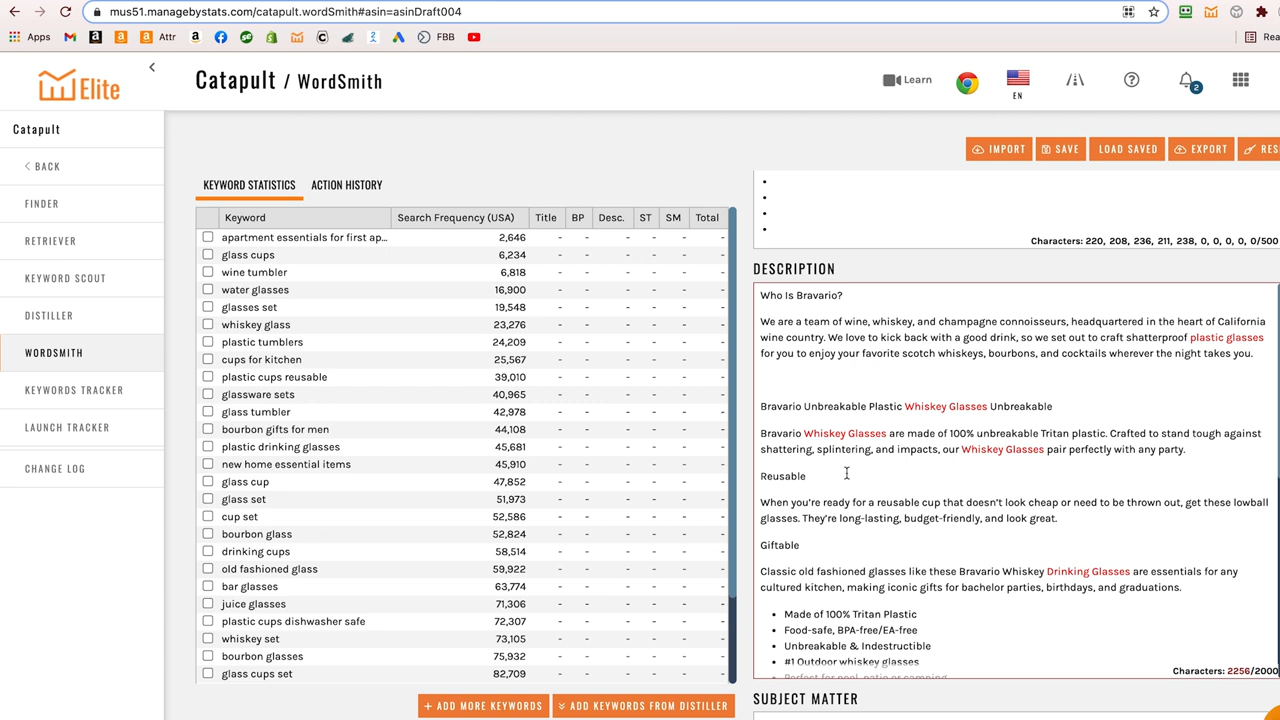 mus51.managebystats.com/catapult.wordSmith#asin=asinDraft004
Apps
Attr
FBB
Rea
Elite
Catapult / WordSmith
Learn
EN
2
Catapult
BACK
FINDER
RETRIEVER
KEYWORD SCOUT
DISTILLER
WORDSMITH
KEYWORDS TRACKER
LAUNCH TRACKER
CHANGE LOG
IMPORT SAVE LOAD SAVED EXPORT RES
KEYWORD STATISTICS ACTION HISTORY
Keyword Search Frequency (USA) Title BP Desc. ST SM Total
apartment essentials for first ap... 2,646 - - - - - -
glass cups 6,234 - - - - - -
wine tumbler 6,818 - - - - - -
water glasses 16,900 - - - - - -
glasses set 19,548 - - - - - -
whiskey glass 23,276 - - - - - -
plastic tumblers 24,209 - - - - - -
cups for kitchen 25,567 - - - - - -
plastic cups reusable 39,010 - - - - - -
glassware sets 40,965 - - - - - -
glass tumbler 42,978 - - - - - -
bourbon gifts for men 44,108 - - - - - -
plastic drinking glasses 45,681 - - - - - -
new home essential items 45,910 - - - - - -
glass cup 47,852 - - - - - -
glass set 51,973 - - - - - -
cup set 52,586 - - - - - -
bourbon glass 52,824 - - - - - -
drinking cups 58,514 - - - - - -
old fashioned glass 59,922 - - - - - -
bar glasses 63,774 - - - - - -
juice glasses 71,306 - - - - - -
plastic cups dishwasher safe 72,307 - - - - - -
whiskey set 73,105 - - - - - -
bourbon glasses 75,932 - - - - - -
glass cups set 82,709 - - - - - -
+ ADD MORE KEYWORDS ADD KEYWORDS FROM DISTILLER
Characters: 220, 208, 236, 211, 238, 0, 0, 0, 0, 0/500
DESCRIPTION
Who Is Bravario?
We are a team of wine, whiskey, and champagne connoisseurs, headquartered in the heart of California
wine country. We love to kick back with a good drink, so we set out to craft shatterproof plastic glasses
for you to enjoy your favorite scotch whiskeys, bourbons, and cocktails wherever the night takes you.
Bravario Unbreakable Plastic Whiskey Glasses Unbreakable
Bravario Whiskey Glasses are made of 100% unbreakable Tritan plastic. Crafted to stand tough against
shattering, splintering, and impacts, our Whiskey Glasses pair perfectly with any party.
Reusable
When you're ready for a reusable cup that doesn't look cheap or need to be thrown out, get these lowball
glasses. They're long-lasting, budget-friendly, and look great.
Giftable
Classic old fashioned glasses like these Bravario Whiskey Drinking Glasses are essentials for any
cultured kitchen, making iconic gifts for bachelor parties, birthdays, and graduations.
• Made of 100% Tritan Plastic
• Food-safe, BPA-free/EA-free
• Unbreakable & Indestructible
• #1 Outdoor whiskey glasses
• Perfect for pool, patio or camping
Characters: 2256/2000
SUBJECT MATTER